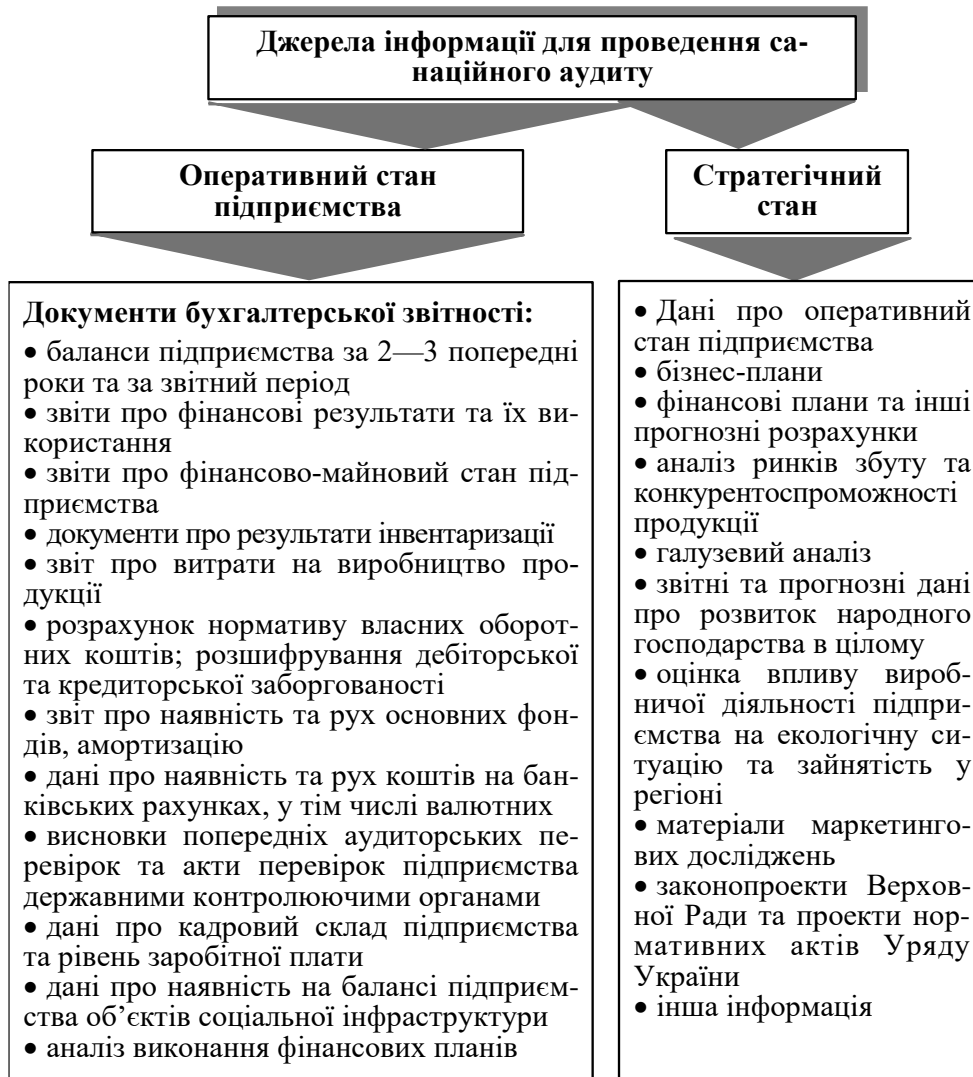 Джерела інформації для проведення са-
наційного аудиту
Оперативний стан
підприємства
Стратегічний
стан
Документи бухгалтерської звітності:
• баланси підприємства за 2—3 попередні
роки та за звітний період
• звіти про фінансові результати та їх ви-
користання
• звіти про фінансово-майновий стан під-
приємства
• документи про результати інвентаризації
• звіт про витрати на виробництво про-
дукції
• розрахунок нормативу власних оборот-
них коштів; розшифрування дебіторської
та кредиторської заборгованості
• звіт про наявність та рух основних фон-
дів, амортизацію
• дані про наявність та рух коштів на бан-
ківських рахунках, у тім числі валютних
• висновки попередніх аудиторських пе-
ревірок та акти перевірок підприємства
державними контролюючими органами
• дані про кадровий склад підприємства
та рівень заробітної плати
• дані про наявність на балансі підприєм-
ства об’єктів соціальної інфраструктури
• аналіз виконання фінансових планів
• Дані про оперативний
стан підприємства
• бізнес-плани
• фінансові плани та інші
прогнозні розрахунки
• аналіз ринків збуту та
конкурентоспроможності
продукції
• галузевий аналіз
• звітні та прогнозні дані
про розвиток народного
господарства в цілому
• оцінка впливу вироб-
ничої діяльності підпри-
ємства на екологічну си-
туацію та зайнятість у
регіоні
• матеріали маркетинго-
вих досліджень
• законопроекти Верхов-
ної Ради та проекти нор-
мативних актів Уряду
України
• інша інформація